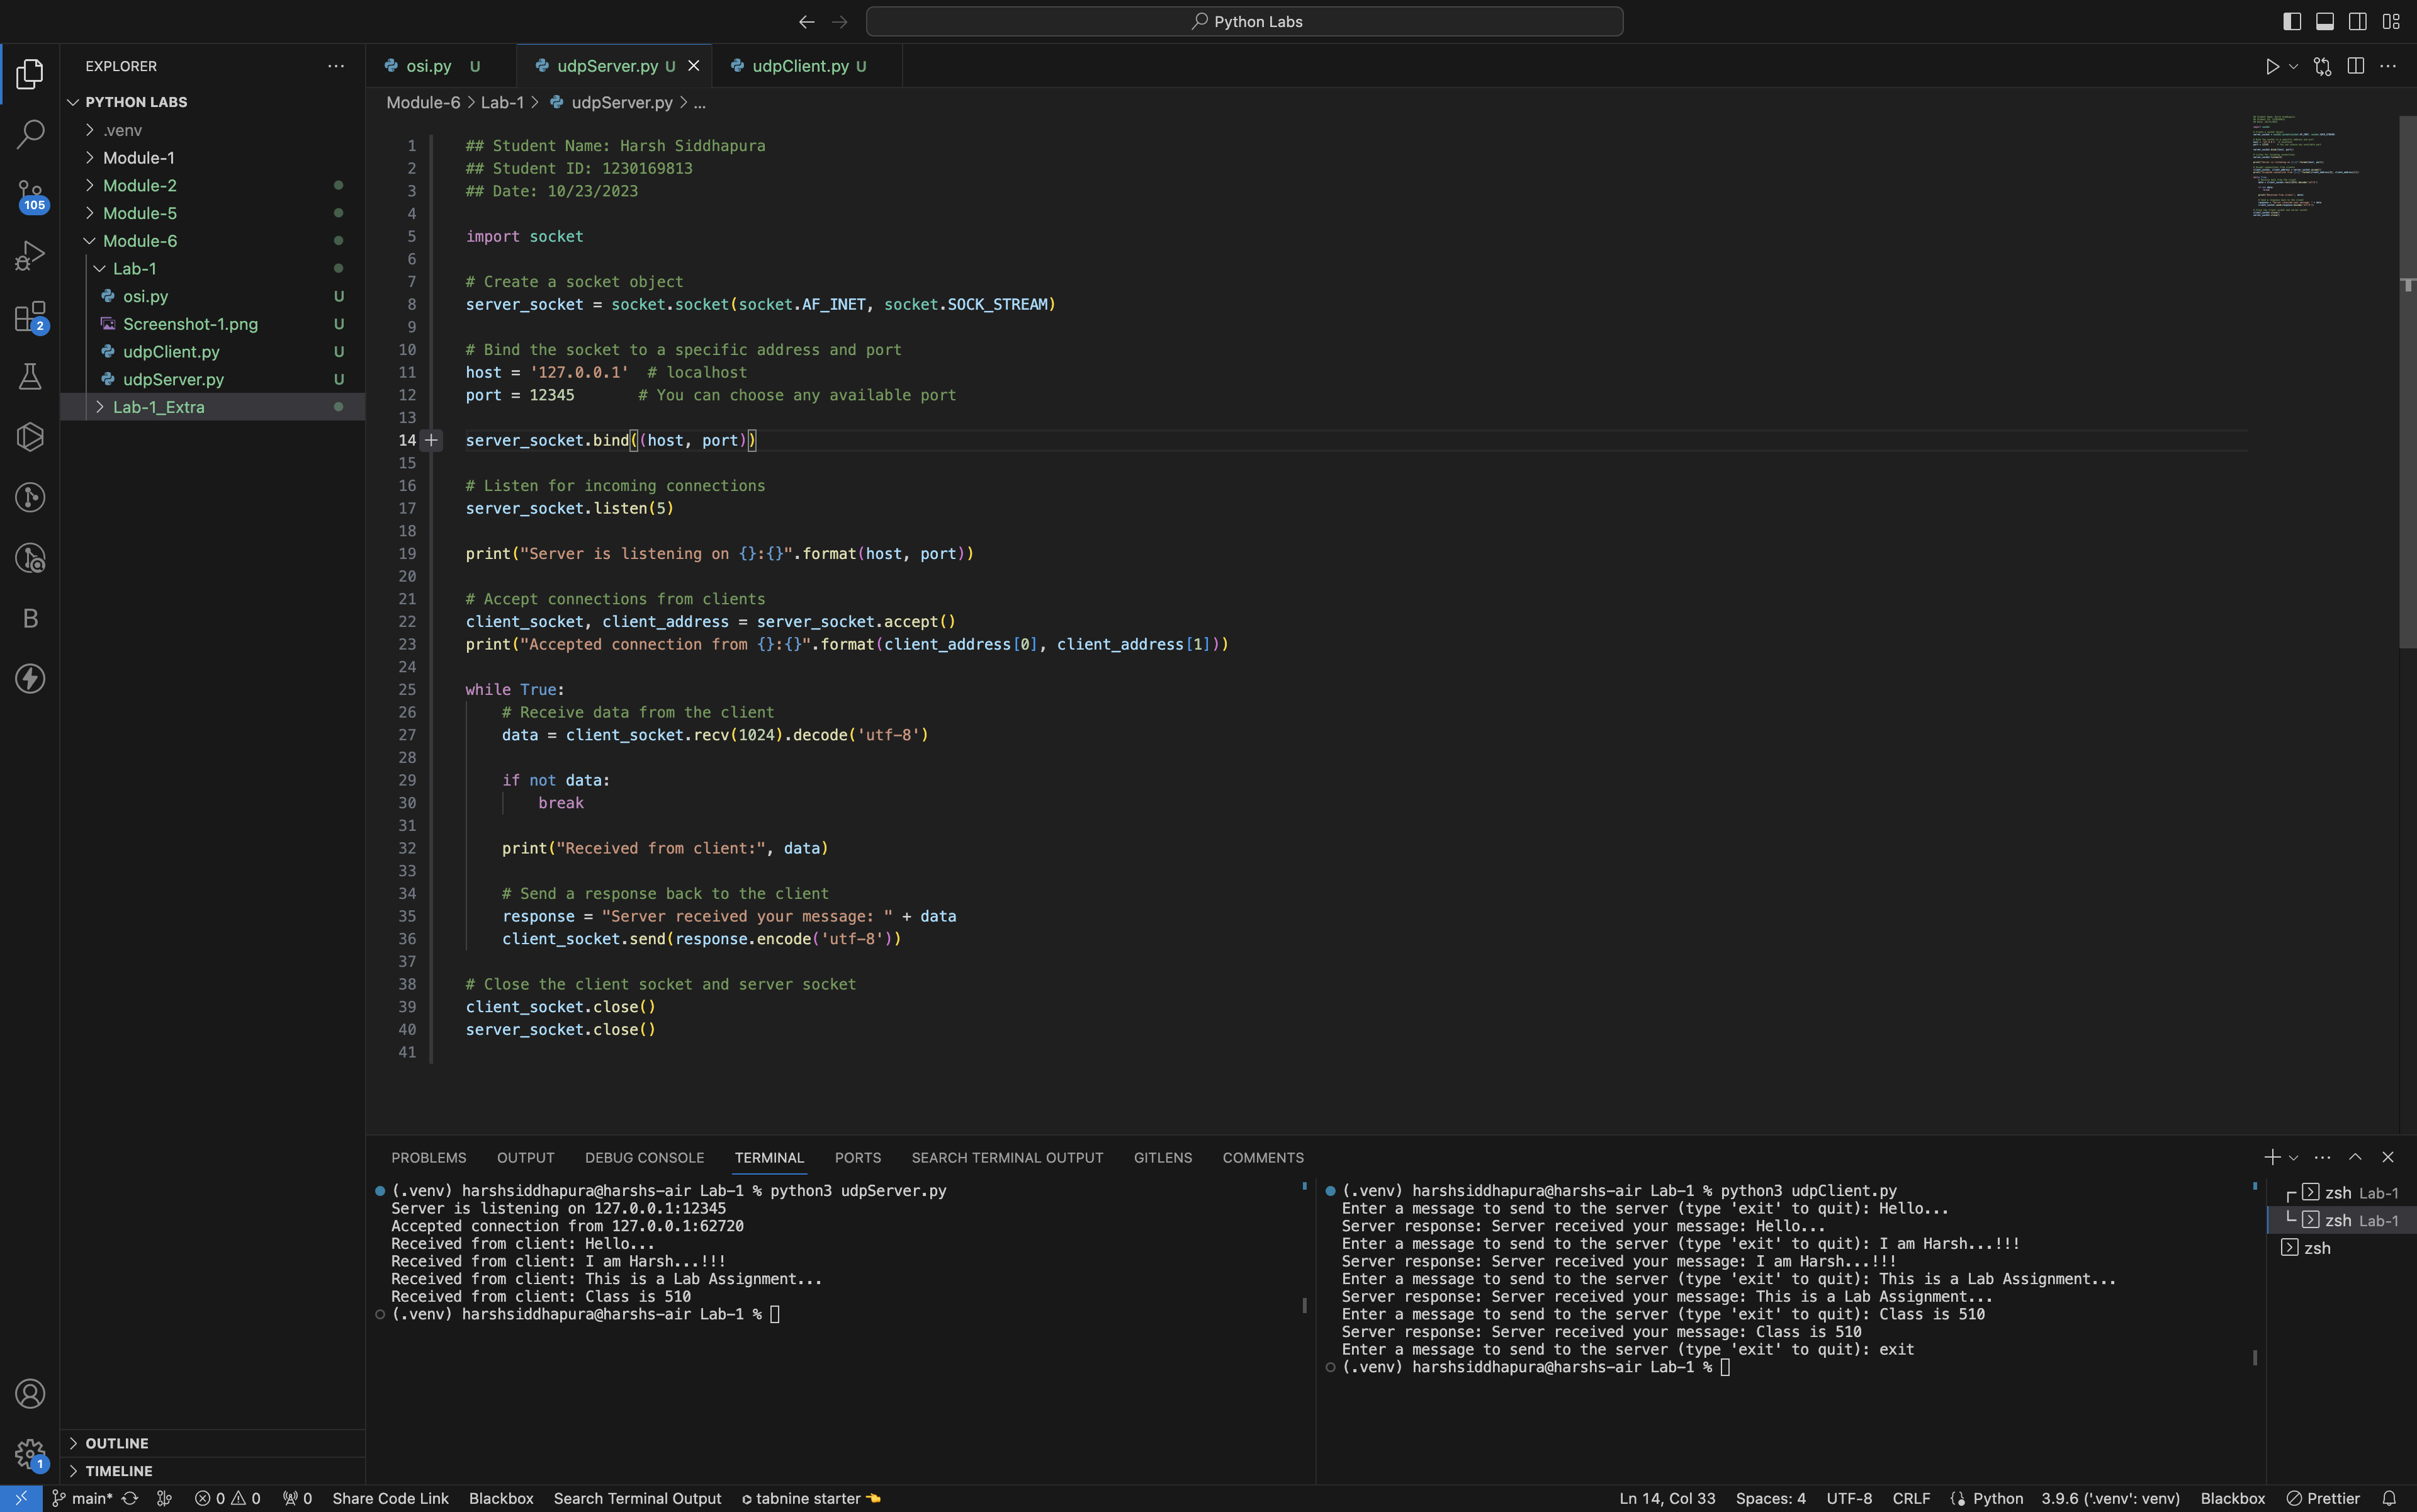 Python Labs
EXPLORER
PYTHON LABS
.venv
Module-1
Module-2
Module-5
Module-6
Lab-1
osi.py U
Screenshot-1.png U
udpClient.py U
udpServer.py U
Lab-1_Extra
105
2
B
1
OUTLINE
TIMELINE
osi.py U
udpServer.py U
udpClient.py U
Module-6 > Lab-1 > udpServer.py > ...
1 ## Student Name: Harsh Siddhapura
2 ## Student ID: 1230169813
3 ## Date: 10/23/2023
4
5 import socket
6
7 # Create a socket object
8 server_socket = socket.socket(socket.AF_INET, socket.SOCK_STREAM)
9
10 # Bind the socket to a specific address and port
11 host = '127.0.0.1'  # localhost
12 port = 12345       # You can choose any available port
13
14 server_socket.bind((host, port))
15
16 # Listen for incoming connections
17 server_socket.listen(5)
18
19 print("Server is listening on {}:{}".format(host, port))
20
21 # Accept connections from clients
22 client_socket, client_address = server_socket.accept()
23 print("Accepted connection from {}:{}".format(client_address[0], client_address[1]))
24
25 while True:
26     # Receive data from the client
27     data = client_socket.recv(1024).decode('utf-8')
28
29     if not data:
30         break
31
32     print("Received from client:", data)
33
34     # Send a response back to the client
35     response = "Server received your message: " + data
36     client_socket.send(response.encode('utf-8'))
37
38 # Close the client socket and server socket
39 client_socket.close()
40 server_socket.close()
41
PROBLEMS OUTPUT DEBUG CONSOLE TERMINAL PORTS SEARCH TERMINAL OUTPUT GITLENS COMMENTS
(.venv) harshsiddhapura@harshs-air Lab-1 % python3 udpServer.py
Server is listening on 127.0.0.1:12345
Accepted connection from 127.0.0.1:62720
Received from client: Hello...
Received from client: I am Harsh...!!!
Received from client: This is a Lab Assignment...
Received from client: Class is 510
(.venv) harshsiddhapura@harshs-air Lab-1 %
(.venv) harshsiddhapura@harshs-air Lab-1 % python3 udpClient.py
Enter a message to send to the server (type 'exit' to quit): Hello...
Server response: Server received your message: Hello...
Enter a message to send to the server (type 'exit' to quit): I am Harsh...!!!
Server response: Server received your message: I am Harsh...!!!
Enter a message to send to the server (type 'exit' to quit): This is a Lab Assignment...
Server response: Server received your message: This is a Lab Assignment...
Enter a message to send to the server (type 'exit' to quit): Class is 510
Server response: Server received your message: Class is 510
Enter a message to send to the server (type 'exit' to quit): exit
(.venv) harshsiddhapura@harshs-air Lab-1 %
zsh Lab-1
zsh Lab-1
zsh
main* 0 0 0 Share Code Link Blackbox Search Terminal Output tabnine starter Ln 14, Col 33 Spaces: 4 UTF-8 CRLF Python 3.9.6 ('.venv': venv) Blackbox Prettier